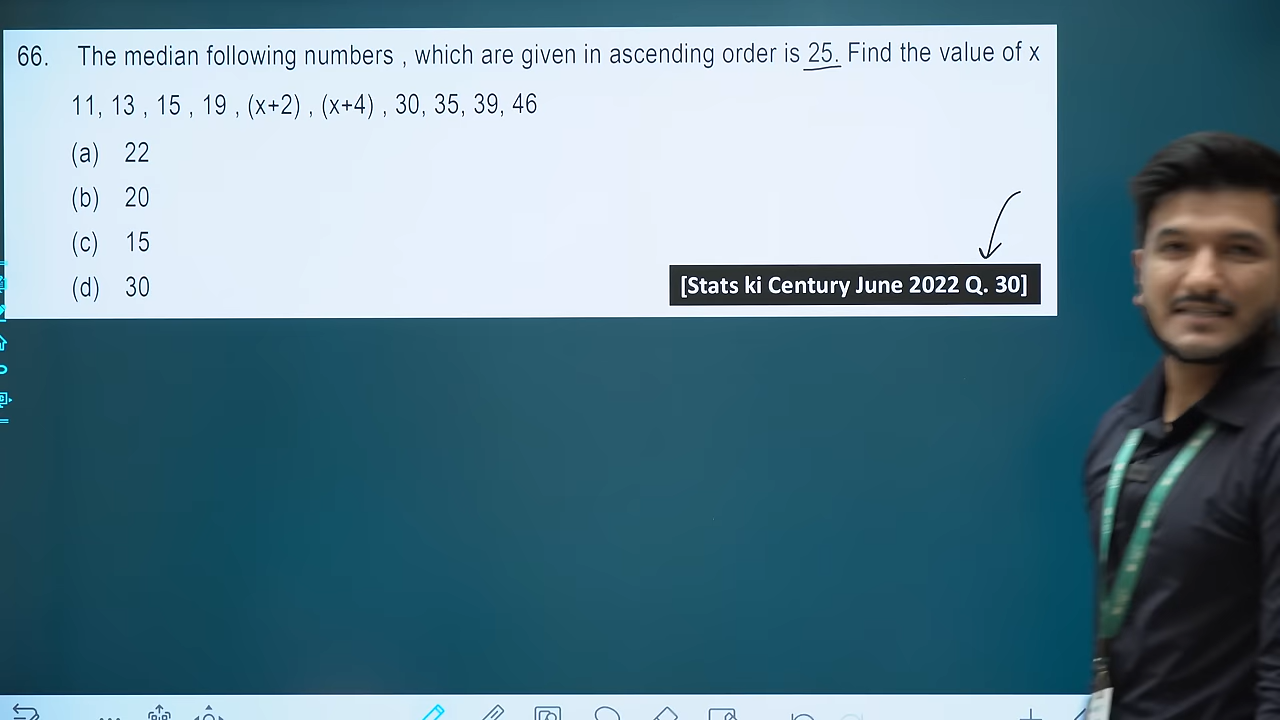 66. The median following numbers , which are given in ascending order is 25. Find the value of x
11, 13 , 15 , 19 , (x+2) , (x+4) , 30, 35, 39, 46
(a) 22
(b) 20
(c) 15
(d) 30
[Stats ki Century June 2022 Q. 30]